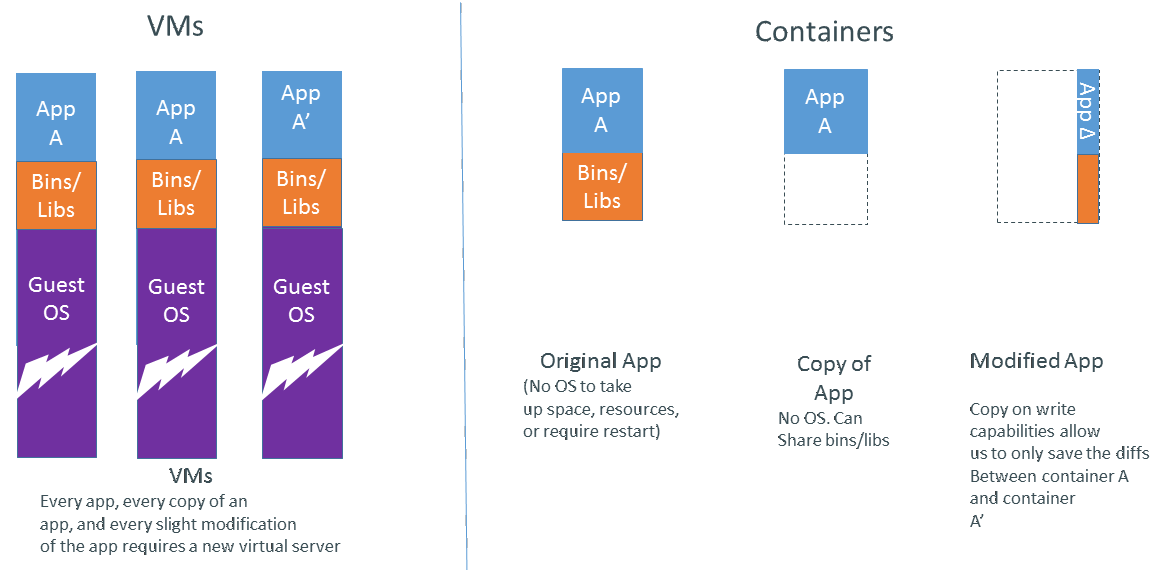 VMs
App
A
Bins/
Libs
Guest
OS
App
A
Bins/
Libs
Guest
OS
App
A’
Bins/
Libs
Guest
OS
VMs
Every app, every copy of an
app, and every slight modification
of the app requires a new virtual server
Containers
App
A
Bins/
Libs
Original App
(No OS to take
up space, resources,
or require restart)
App
A
Copy of
App
No OS. Can
Share bins/libs
App Δ
Modified App
Copy on write
capabilities allow
us to only save the diffs
Between container A
and container
A’